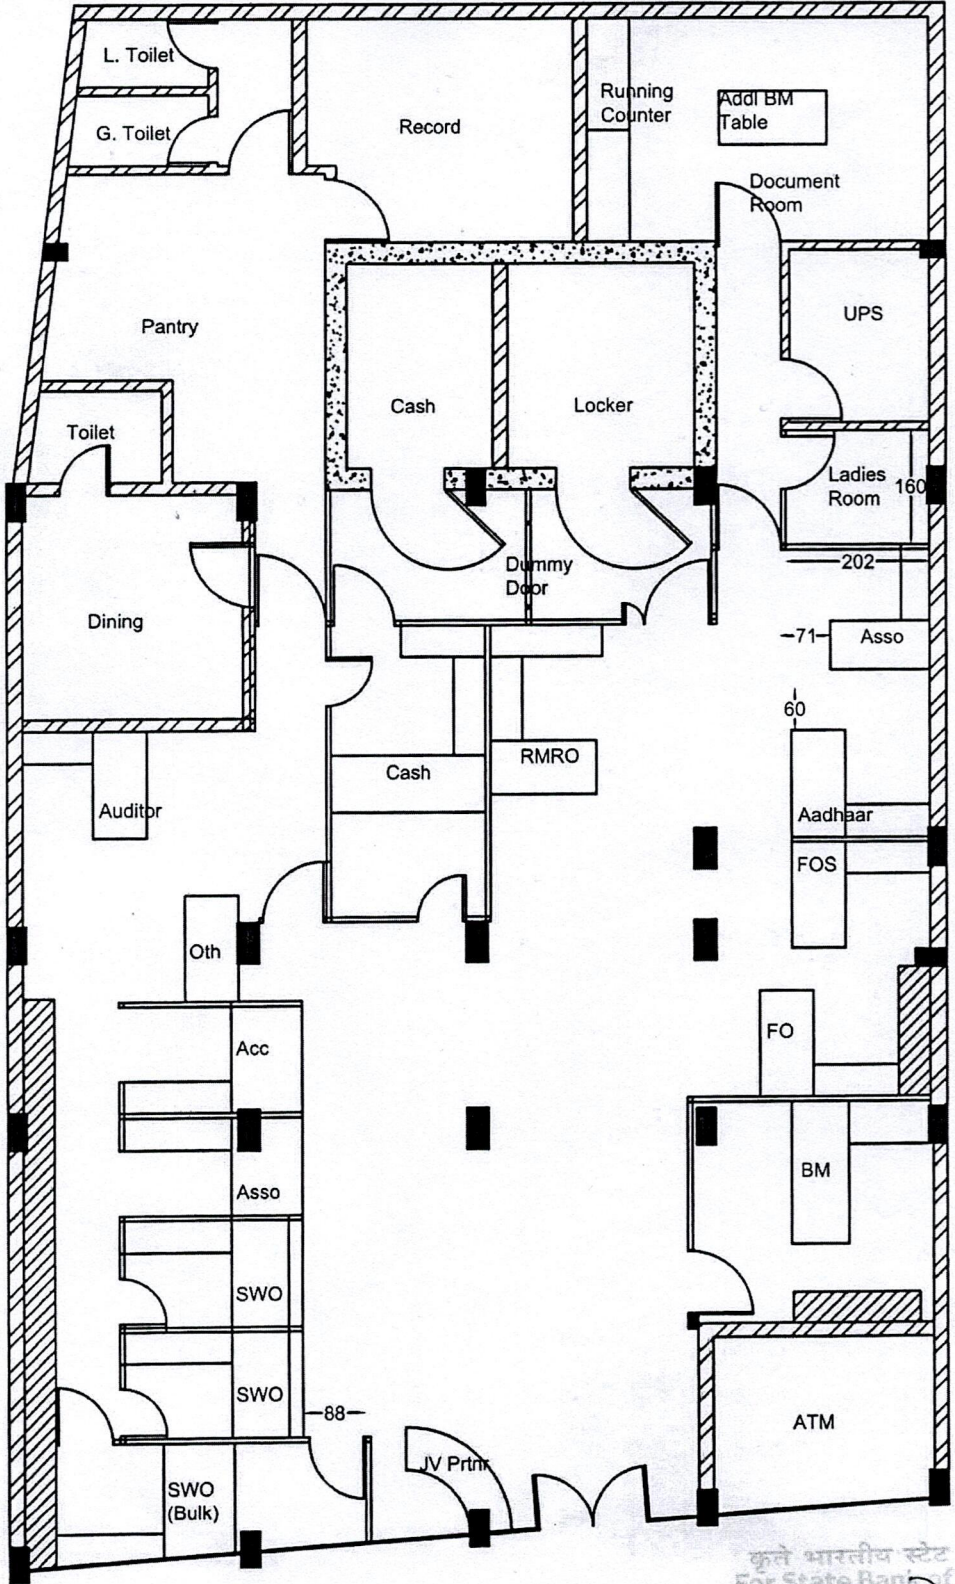 L. Toilet
G. Toilet
Record
Running
Counter
Addl BM
Table
Document
Room
Pantry
UPS
Cash
Locker
Toilet
Ladies
Room
160
Dummy
Door
202
Dining
71
Asso
60
RMRO
Cash
Auditor
Aadhaar
FOS
Oth
FO
Acc
BM
Asso
SWO
SWO
88
ATM
JV Prtnr
SWO
(Bulk)
कृते भारतीय स्टेट
For State Bank of